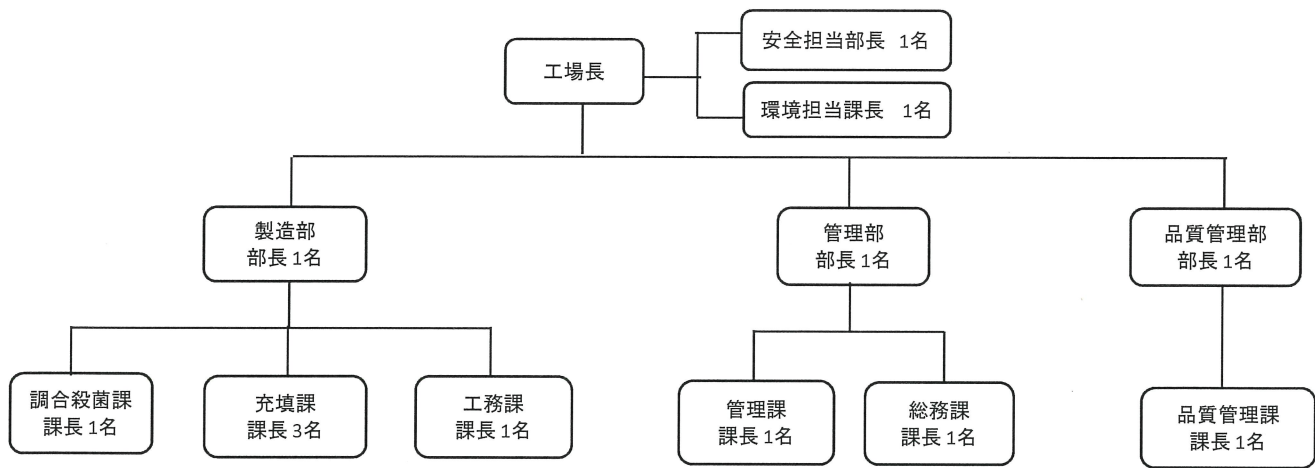 安全担当部長 1名
工場長
環境担当課長 1名
製造部
部長 1名
管理部
部長 1名
品質管理部
部長 1名
調合殺菌課
課長 1名
充填課
課長 3名
工務課
課長 1名
管理課
課長 1名
総務課
課長 1名
品質管理課
課長 1名